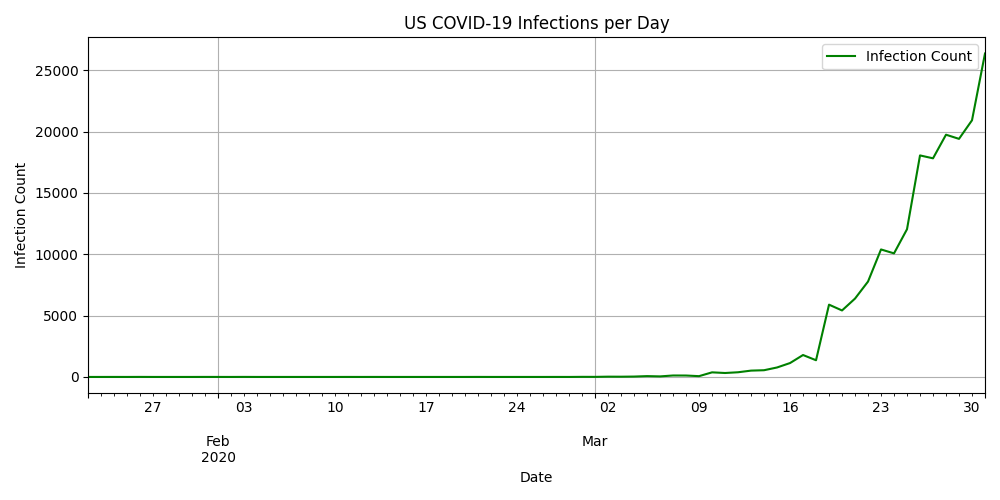 US COVID-19 Infections per Day
Infection Count
25000
20000
15000
10000
5000
0
Infection Count
27 03 10 17 24 02 09 16 23 30
Feb Mar
2020
Date